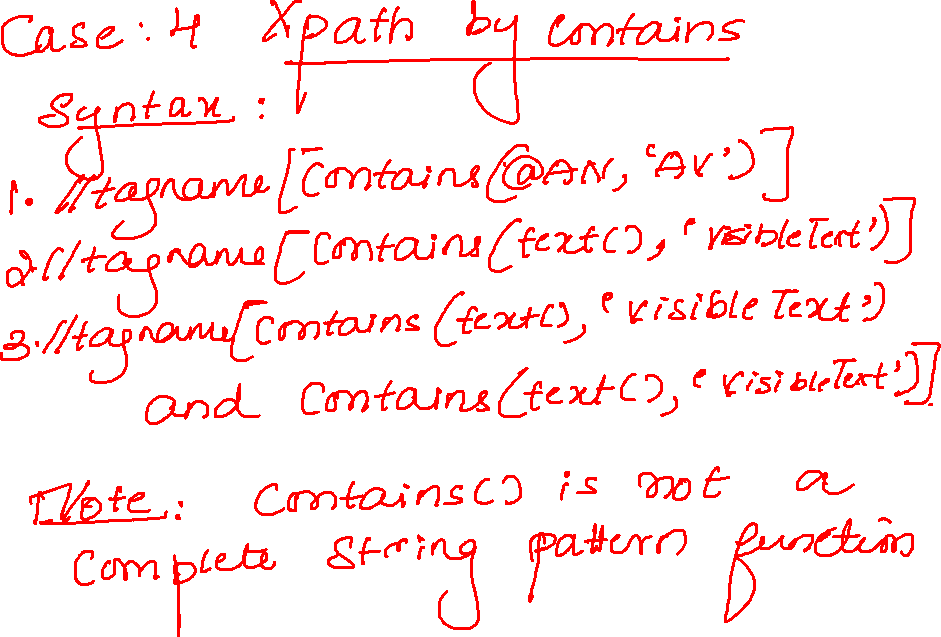 Case: 4 Xpath by contains
Syntax:
1. //tagname[contains(@AN, 'AV')]
2. //tagname[contains(text(), 'visibleText')]
3. //tagname[contains(text(), 'visible Text')
and contains(text(), 'visibleText')]
Note: Contains() is not a
Complete String pattern function